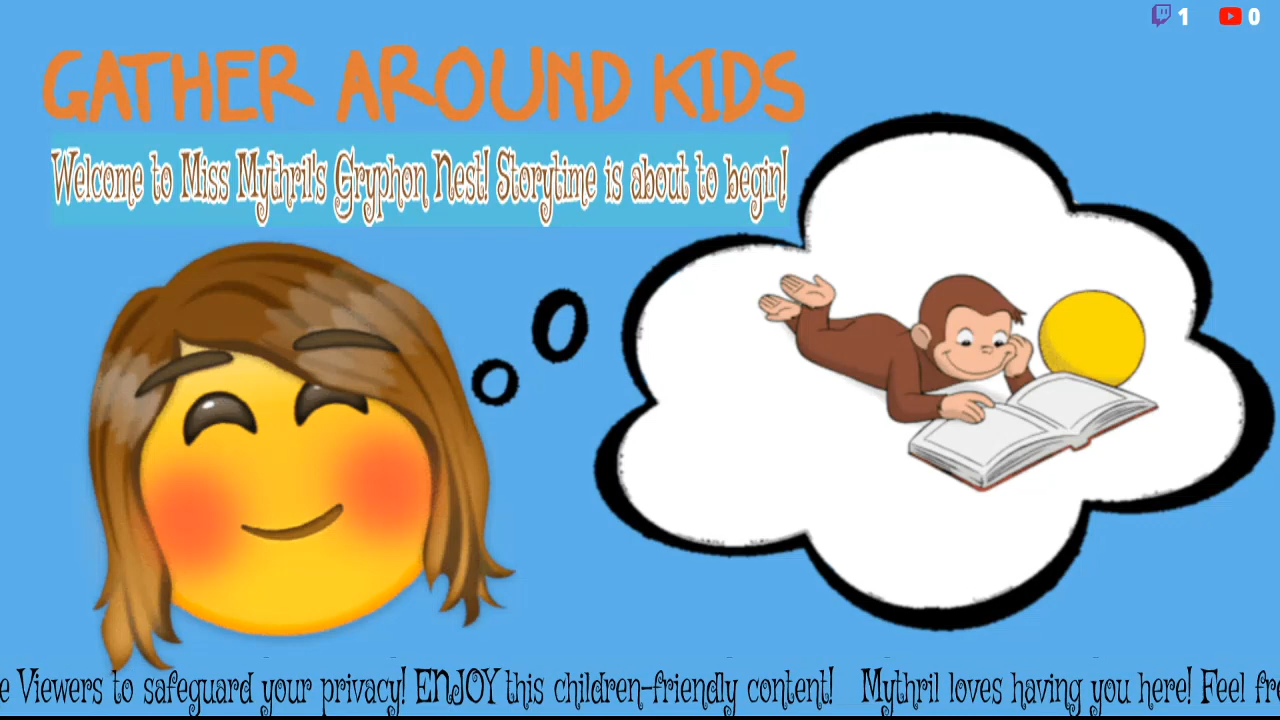 1 0
GATHER AROUND KIDS
Welcome to Miss Mythril's Gryphon Nest! Storytime is about to begin!
e Viewers to safeguard your privacy! ENJOY this children-friendly content! Mythril loves having you here! Feel fre